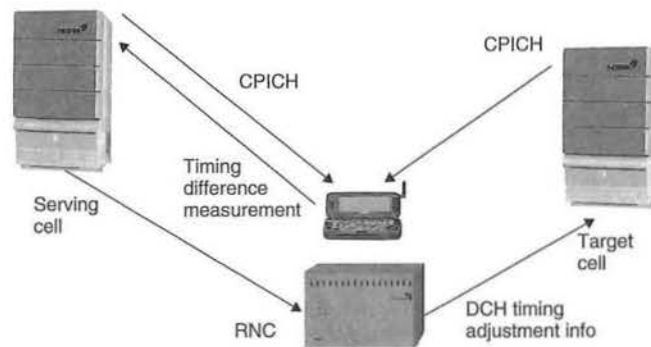 CPICH
CPICH
Timing
difference
measurement
Serving
cell
Target
cell
RNC
DCH timing
adjustment info